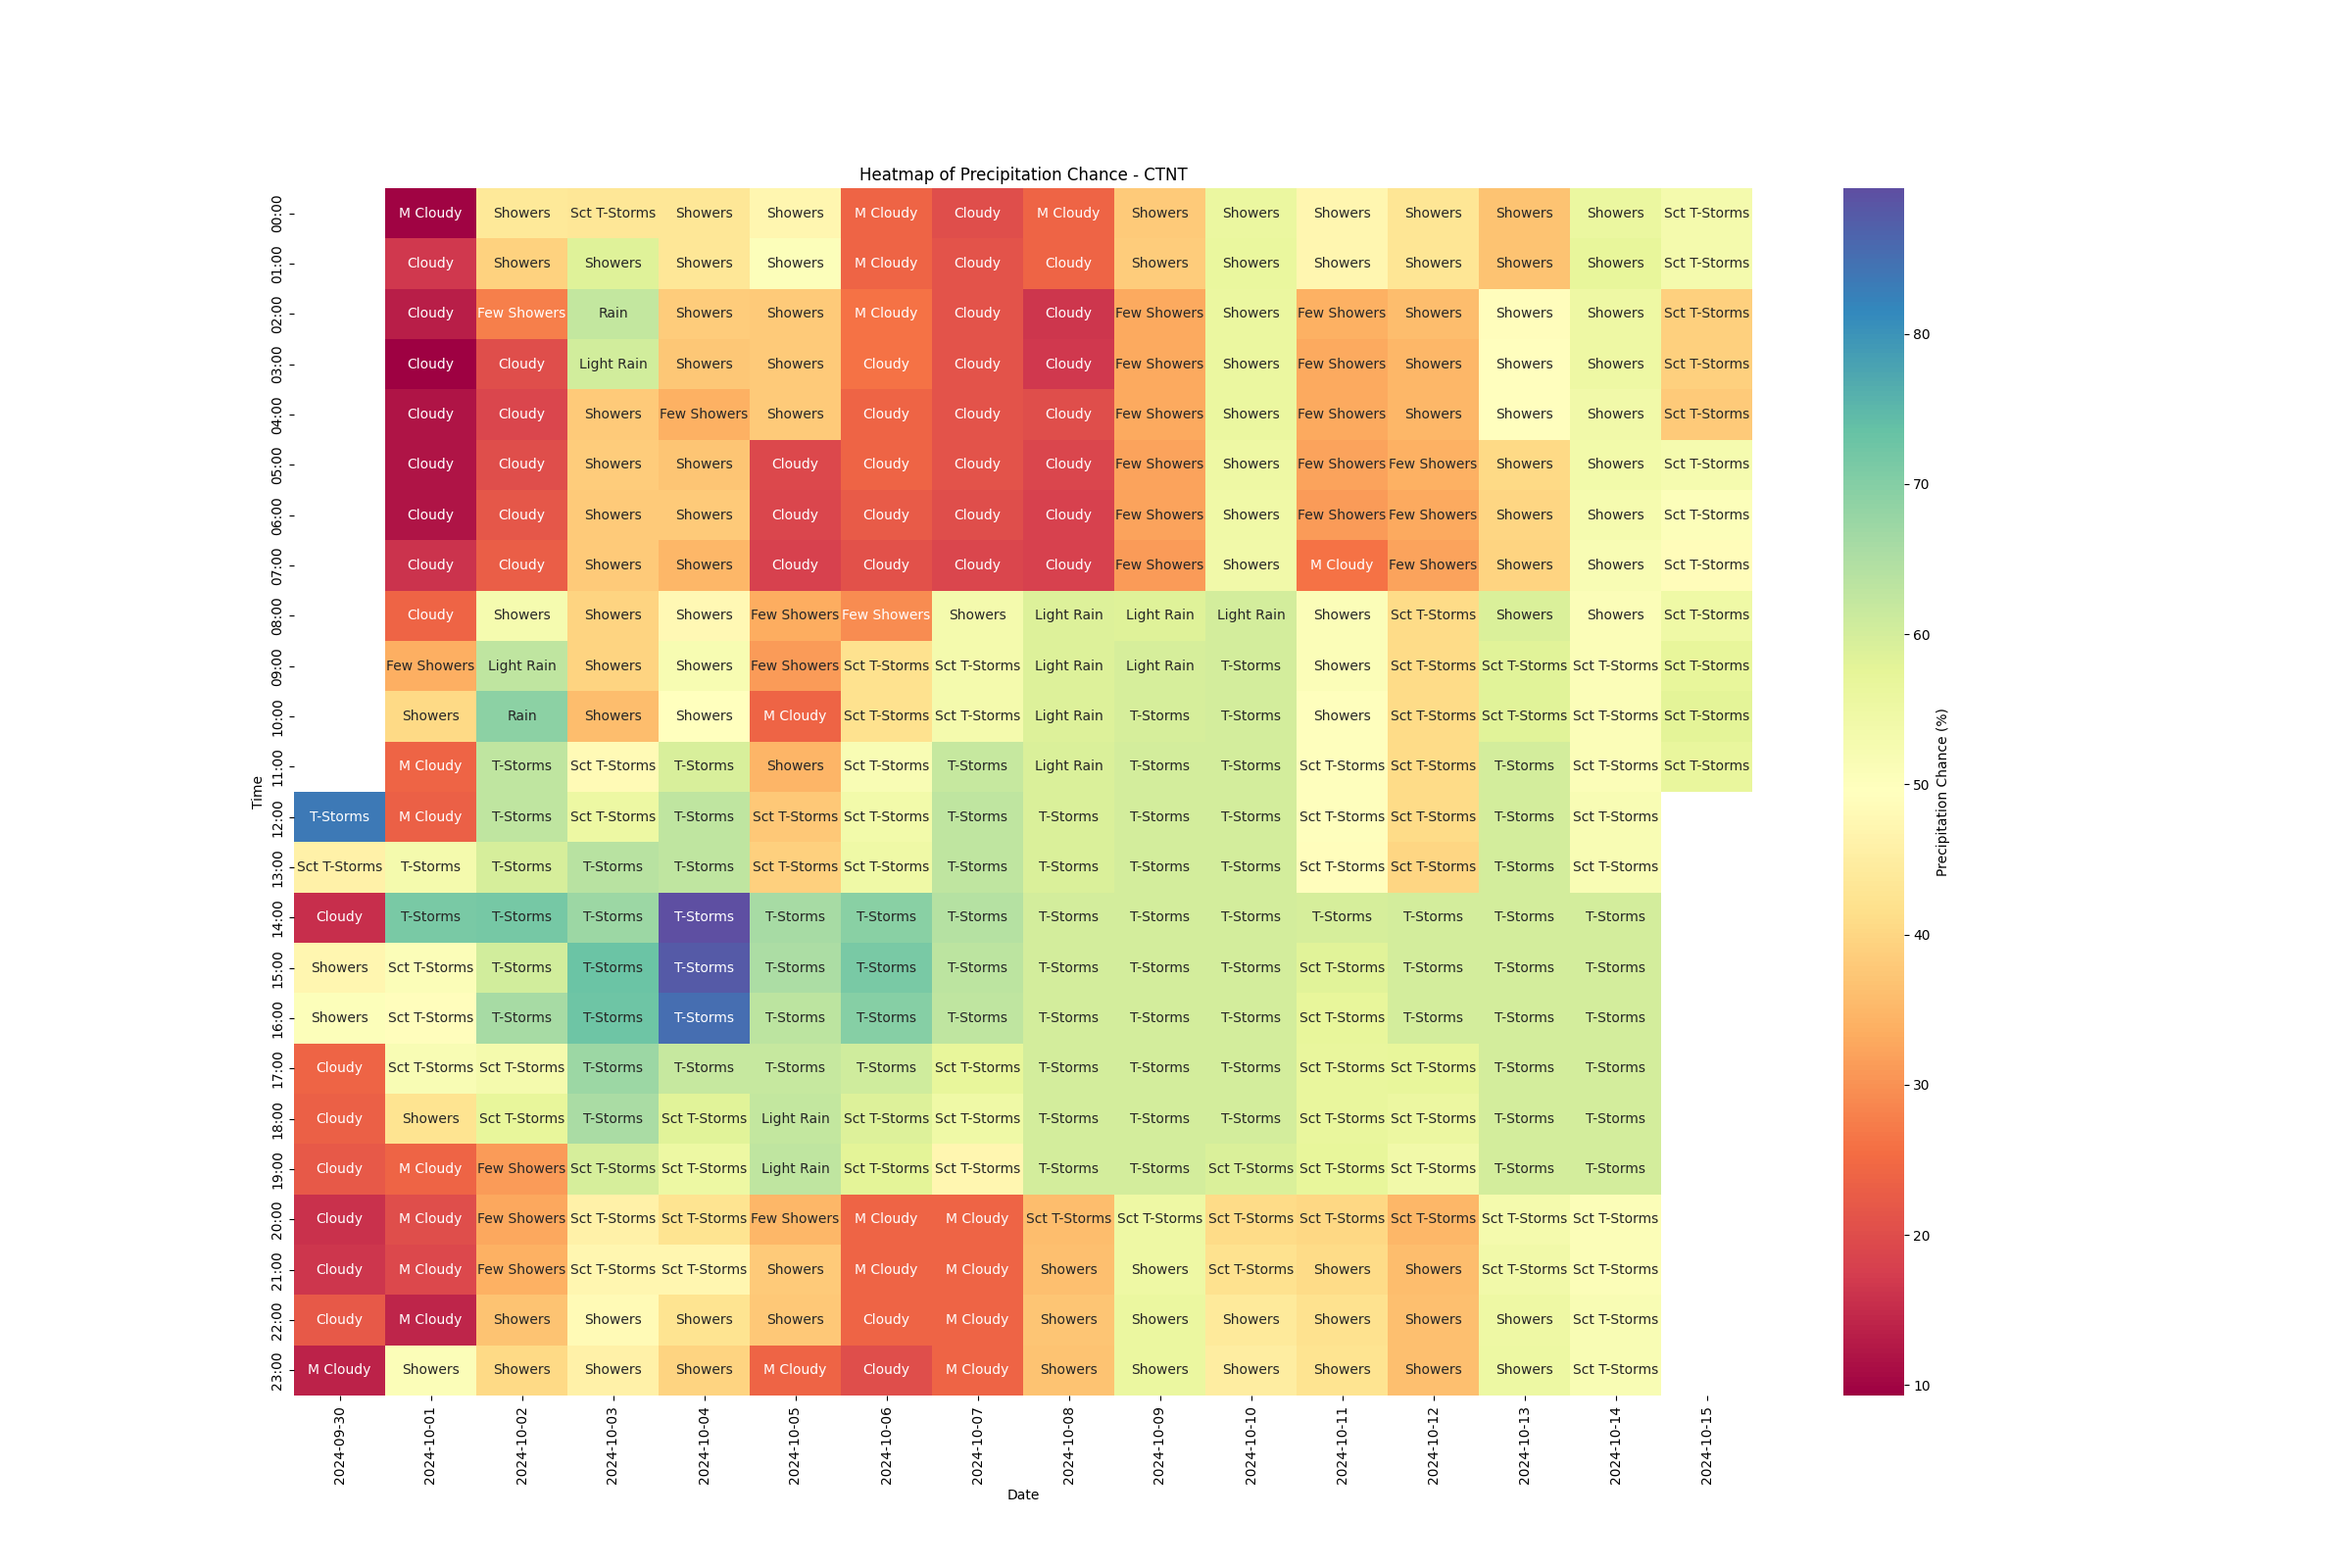 Heatmap of Precipitation Chance - CTNT
00:00 M Cloudy Showers Sct T-Storms Showers Showers M Cloudy Cloudy M Cloudy Showers Showers Showers Showers Showers Showers Sct T-Storms
01:00 Cloudy Showers Showers Showers Showers M Cloudy Cloudy Cloudy Showers Showers Showers Showers Showers Showers Sct T-Storms
02:00 Cloudy Few Showers Rain Showers Showers M Cloudy Cloudy Cloudy Few Showers Showers Few Showers Showers Showers Showers Sct T-Storms
03:00 Cloudy Cloudy Light Rain Showers Showers Cloudy Cloudy Cloudy Few Showers Showers Few Showers Showers Showers Showers Sct T-Storms
04:00 Cloudy Cloudy Showers Few Showers Showers Cloudy Cloudy Cloudy Few Showers Showers Few Showers Showers Showers Showers Sct T-Storms
05:00 Cloudy Cloudy Showers Showers Cloudy Cloudy Cloudy Cloudy Few Showers Showers Few Showers Few Showers Showers Showers Sct T-Storms
06:00 Cloudy Cloudy Showers Showers Cloudy Cloudy Cloudy Cloudy Few Showers Showers Few Showers Few Showers Showers Showers Sct T-Storms
07:00 Cloudy Cloudy Showers Showers Cloudy Cloudy Cloudy Cloudy Few Showers Showers M Cloudy Few Showers Showers Showers Sct T-Storms
08:00 Cloudy Showers Showers Showers Few Showers Few Showers Showers Light Rain Light Rain Light Rain Showers Sct T-Storms Showers Showers Sct T-Storms
09:00 Few Showers Light Rain Showers Showers Few Showers Sct T-Storms Sct T-Storms Light Rain Light Rain T-Storms Showers Sct T-Storms Sct T-Storms Sct T-Storms Sct T-Storms
10:00 Showers Rain Showers Showers M Cloudy Sct T-Storms Sct T-Storms Light Rain T-Storms T-Storms Showers Sct T-Storms Sct T-Storms Sct T-Storms Sct T-Storms
11:00 M Cloudy T-Storms Sct T-Storms T-Storms Showers Sct T-Storms T-Storms Light Rain T-Storms T-Storms Sct T-Storms Sct T-Storms T-Storms Sct T-Storms Sct T-Storms
12:00 T-Storms M Cloudy T-Storms Sct T-Storms T-Storms Sct T-Storms Sct T-Storms T-Storms T-Storms T-Storms T-Storms Sct T-Storms Sct T-Storms T-Storms Sct T-Storms
13:00 Sct T-Storms T-Storms T-Storms T-Storms T-Storms Sct T-Storms Sct T-Storms T-Storms T-Storms T-Storms T-Storms Sct T-Storms Sct T-Storms T-Storms Sct T-Storms
14:00 Cloudy T-Storms T-Storms T-Storms T-Storms T-Storms T-Storms T-Storms T-Storms T-Storms T-Storms T-Storms T-Storms T-Storms T-Storms
15:00 Showers Sct T-Storms T-Storms T-Storms T-Storms T-Storms T-Storms T-Storms T-Storms T-Storms T-Storms Sct T-Storms T-Storms T-Storms T-Storms
16:00 Showers Sct T-Storms T-Storms T-Storms T-Storms T-Storms T-Storms T-Storms T-Storms T-Storms T-Storms Sct T-Storms T-Storms T-Storms T-Storms
17:00 Cloudy Sct T-Storms Sct T-Storms T-Storms T-Storms T-Storms T-Storms Sct T-Storms T-Storms T-Storms T-Storms Sct T-Storms Sct T-Storms T-Storms T-Storms
18:00 Cloudy Showers Sct T-Storms T-Storms Sct T-Storms Light Rain Sct T-Storms Sct T-Storms T-Storms T-Storms T-Storms Sct T-Storms Sct T-Storms T-Storms T-Storms
19:00 Cloudy M Cloudy Few Showers Sct T-Storms Sct T-Storms Light Rain Sct T-Storms Sct T-Storms T-Storms T-Storms Sct T-Storms Sct T-Storms Sct T-Storms T-Storms T-Storms
20:00 Cloudy M Cloudy Few Showers Sct T-Storms Sct T-Storms Few Showers M Cloudy M Cloudy Sct T-Storms Sct T-Storms Sct T-Storms Sct T-Storms Sct T-Storms Sct T-Storms Sct T-Storms
21:00 Cloudy M Cloudy Few Showers Sct T-Storms Sct T-Storms Showers M Cloudy M Cloudy Showers Showers Sct T-Storms Showers Showers Sct T-Storms Sct T-Storms
22:00 Cloudy M Cloudy Showers Showers Showers Showers Cloudy M Cloudy Showers Showers Showers Showers Showers Showers Sct T-Storms
23:00 M Cloudy Showers Showers Showers Showers M Cloudy Cloudy M Cloudy Showers Showers Showers Showers Showers Showers Sct T-Storms
Time
2024-09-30 2024-10-01 2024-10-02 2024-10-03 2024-10-04 2024-10-05 2024-10-06 2024-10-07 2024-10-08 2024-10-09 2024-10-10 2024-10-11 2024-10-12 2024-10-13 2024-10-14 2024-10-15
Date
80
70
60
50
40
30
20
10
Precipitation Chance (%)